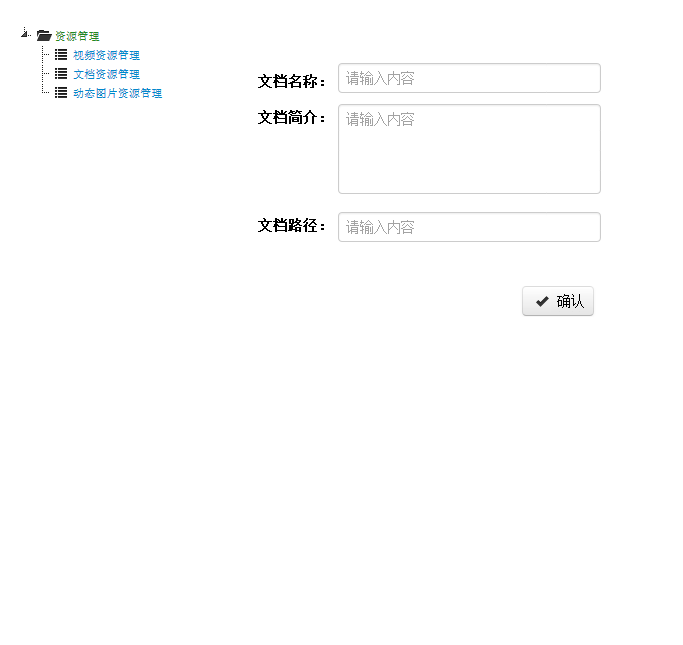 资源管理
视频资源管理
文档资源管理
动态图片资源管理
文档名称： 请输入内容
文档简介： 请输入内容
文档路径： 请输入内容
确认